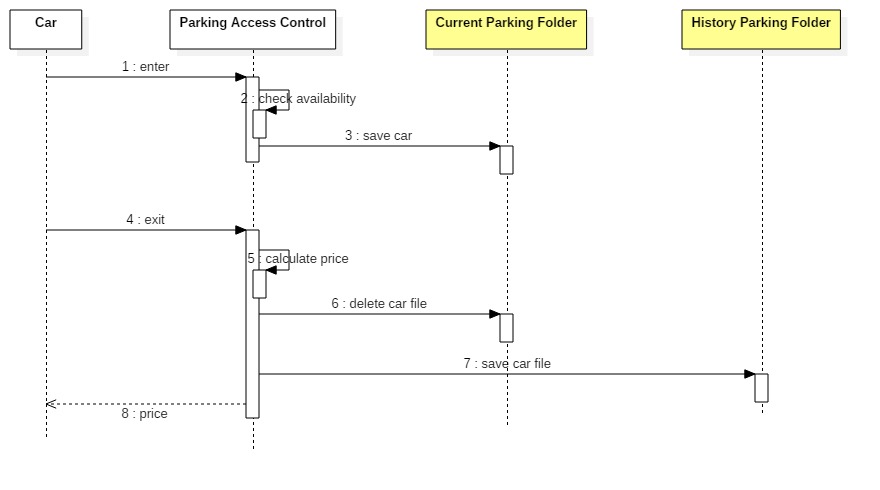 Car
Parking Access Control
Current Parking Folder
History Parking Folder
1 : enter
2 : check availability
3 : save car
4 : exit
5 : calculate price
6 : delete car file
7 : save car file
8 : price